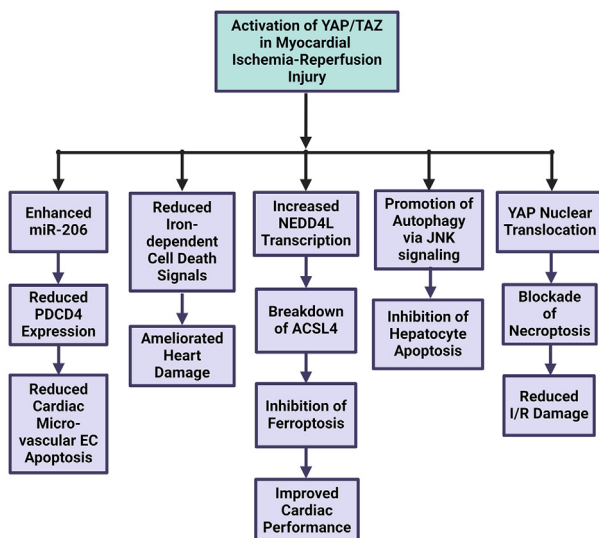 Activation of YAP/TAZ
in Myocardial
Ischemia-Reperfusion
Injury
Enhanced
miR-206
Reduced
PDCD4
Expression
Reduced
Cardiac
Micro-
vascular EC
Apoptosis
Reduced
Iron-
dependent
Cell Death
Signals
Ameliorated
Heart
Damage
Increased
NEDD4L
Transcription
Breakdown
of ACSL4
Inhibition of
Ferroptosis
Improved
Cardiac
Performance
Promotion of
Autophagy
via JNK
signaling
Inhibition of
Hepatocyte
Apoptosis
YAP Nuclear
Translocation
Blockade
of
Necroptosis
Reduced
I/R Damage